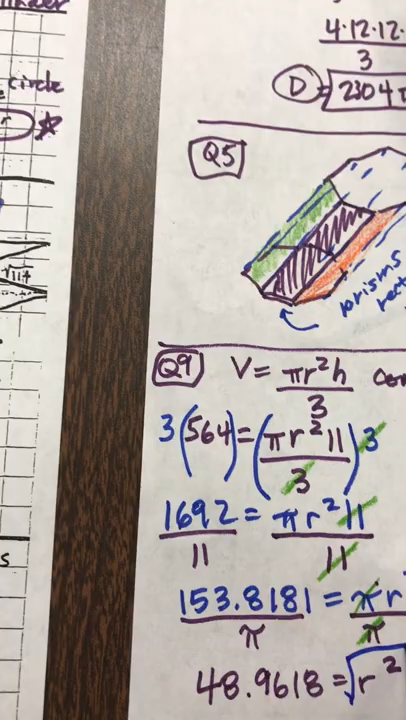 circle
4·12·12·
3
D = 2304π
Q5
prisms
Q9 V = πr²h
3
3(564) = (πr²11)3
3
1692 = πr²11
11 11
153.8181 = πr
π π
48.9618 = √r²
s